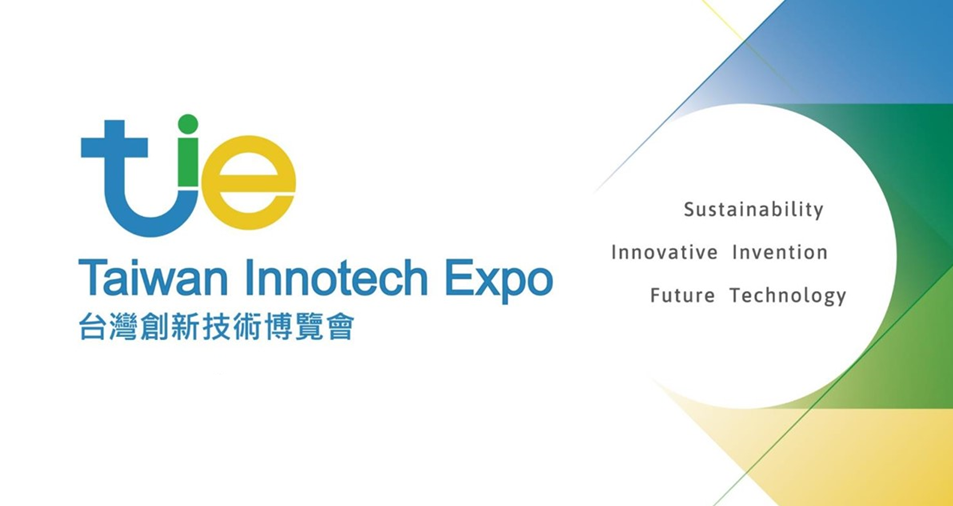 tie
Taiwan Innotech Expo
台灣創新技術博覽會
Sustainability
Innovative Invention
Future Technology